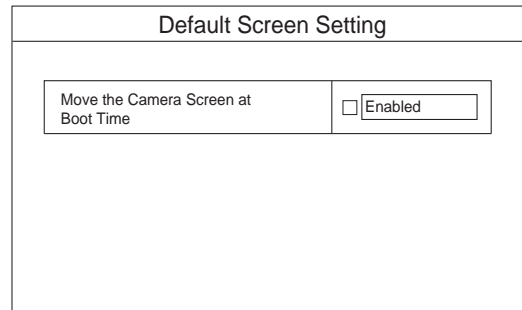 Default Screen Setting
Move the Camera Screen at
Boot Time
Enabled